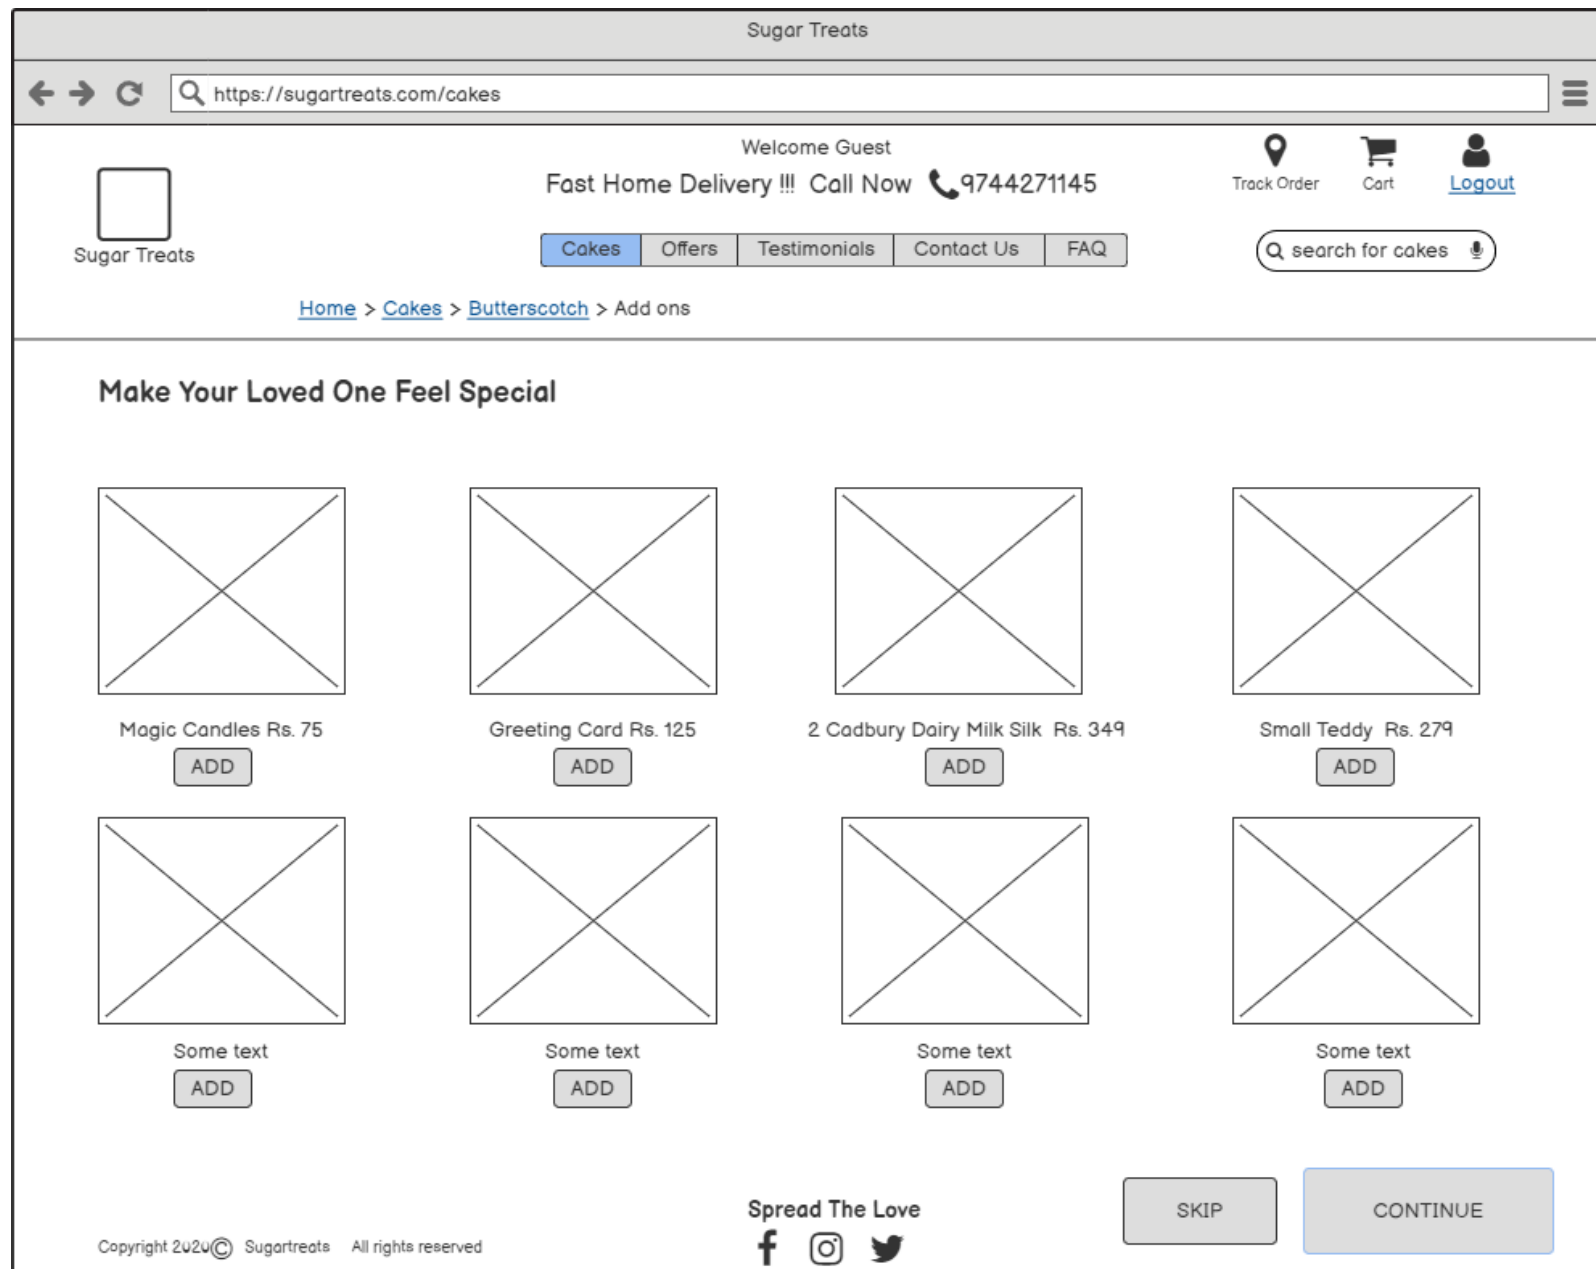 Sugar Treats
https://sugartreats.com/cakes
Welcome Guest
Fast Home Delivery !!! Call Now 9744271145
Track Order Cart Logout
Sugar Treats
Cakes Offers Testimonials Contact Us FAQ
search for cakes
Home > Cakes > Butterscotch > Add ons
Make Your Loved One Feel Special
Magic Candles Rs. 75 Greeting Card Rs. 125 2 Cadbury Dairy Milk Silk Rs. 349 Small Teddy Rs. 279
ADD ADD ADD ADD
Some text Some text Some text Some text
ADD ADD ADD ADD
SKIP CONTINUE
Spread The Love
Copyright 2020© Sugartreats All rights reserved